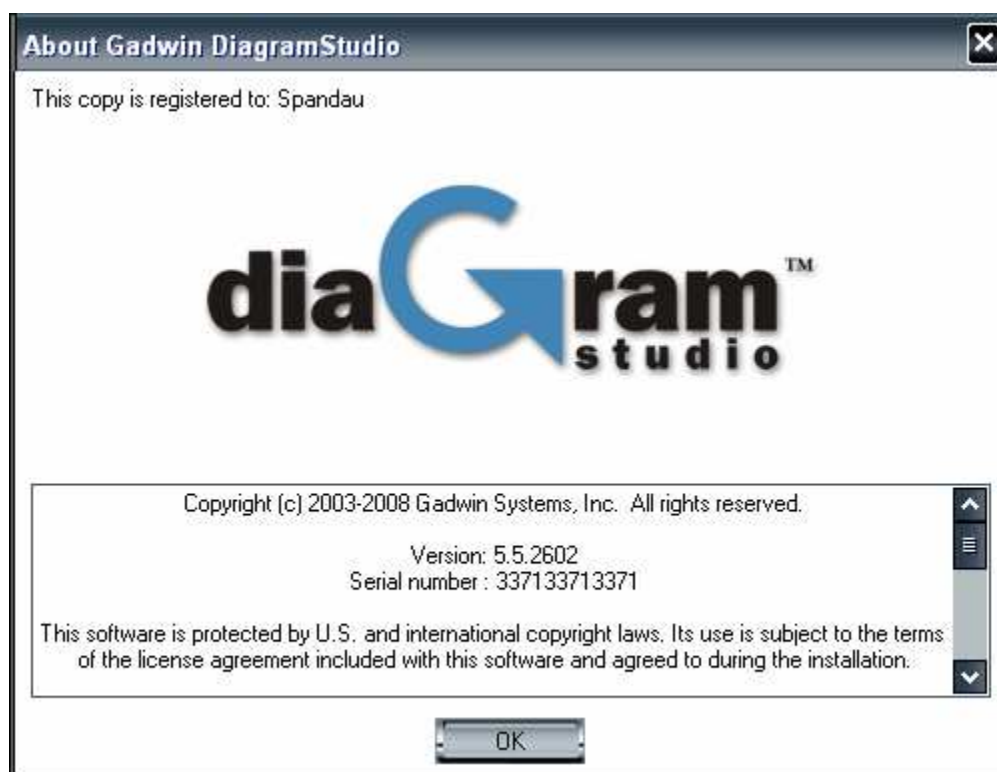 About Gadwin DiagramStudio
This copy is registered to: Spandau
diaGram™
studio
Copyright (c) 2003-2008 Gadwin Systems, Inc. All rights reserved.
Version: 5.5.2602
Serial number : 337133713371
This software is protected by U.S. and international copyright laws. Its use is subject to the terms
of the license agreement included with this software and agreed to during the installation.
OK